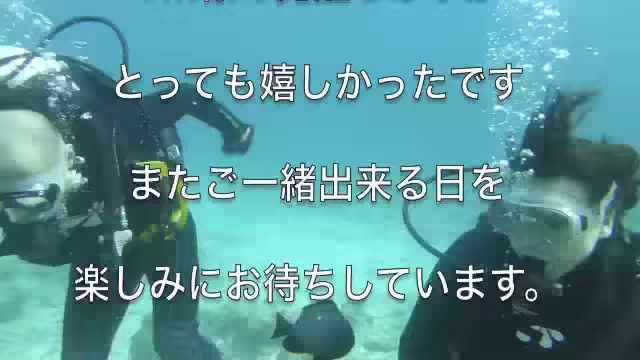 とっても嬉しかったです
またご一緒出来る日を
楽しみにお待ちしています。